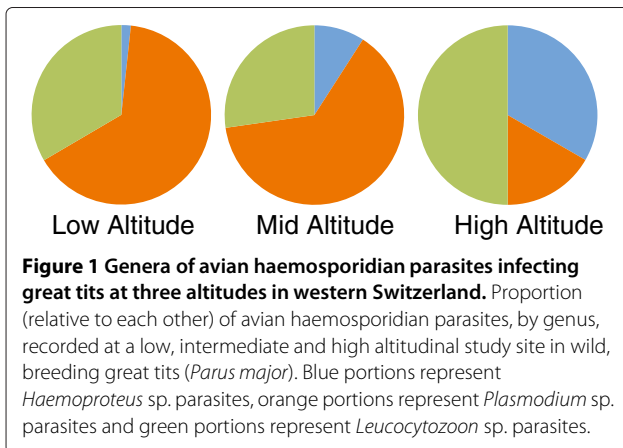 Low Altitude Mid Altitude High Altitude
Figure 1 Genera of avian haemosporidian parasites infecting
great tits at three altitudes in western Switzerland. Proportion
(relative to each other) of avian haemosporidian parasites, by genus,
recorded at a low, intermediate and high altitudinal study site in wild,
breeding great tits (Parus major). Blue portions represent
Haemoproteus sp. parasites, orange portions represent Plasmodium sp.
parasites and green portions represent Leucocytozoon sp. parasites.